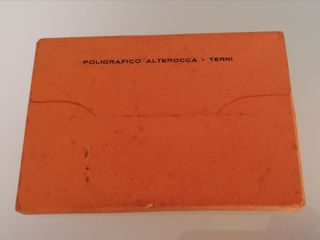 POLIGRAFICO ALTEROCCA • TERNI